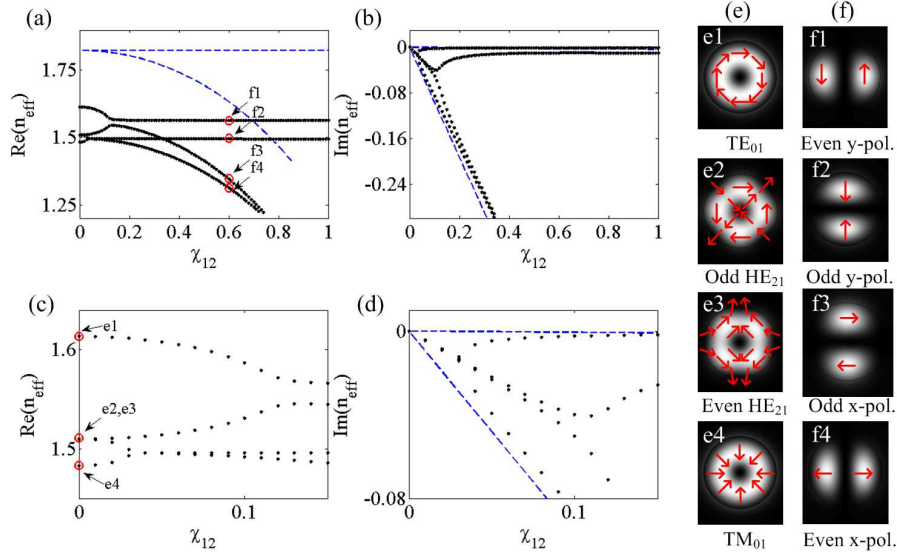 (a)
Re(n_eff)
1.75
1.5
1.25
f1
f2
f3
f4
0
0.2
0.4
0.6
0.8
1
χ12
(b)
Im(n_eff)
0
-0.08
-0.16
-0.24
0
0.2
0.4
0.6
0.8
1
χ12
(c)
Re(n_eff)
1.6
1.5
e1
e2,e3
e4
0
0.1
χ12
(d)
Im(n_eff)
0
-0.08
0
0.1
χ12
(e)
e1
TE01
e2
Odd HE21
e3
Even HE21
e4
TM01
(f)
f1
Even y-pol.
f2
Odd y-pol.
f3
Odd x-pol.
f4
Even x-pol.